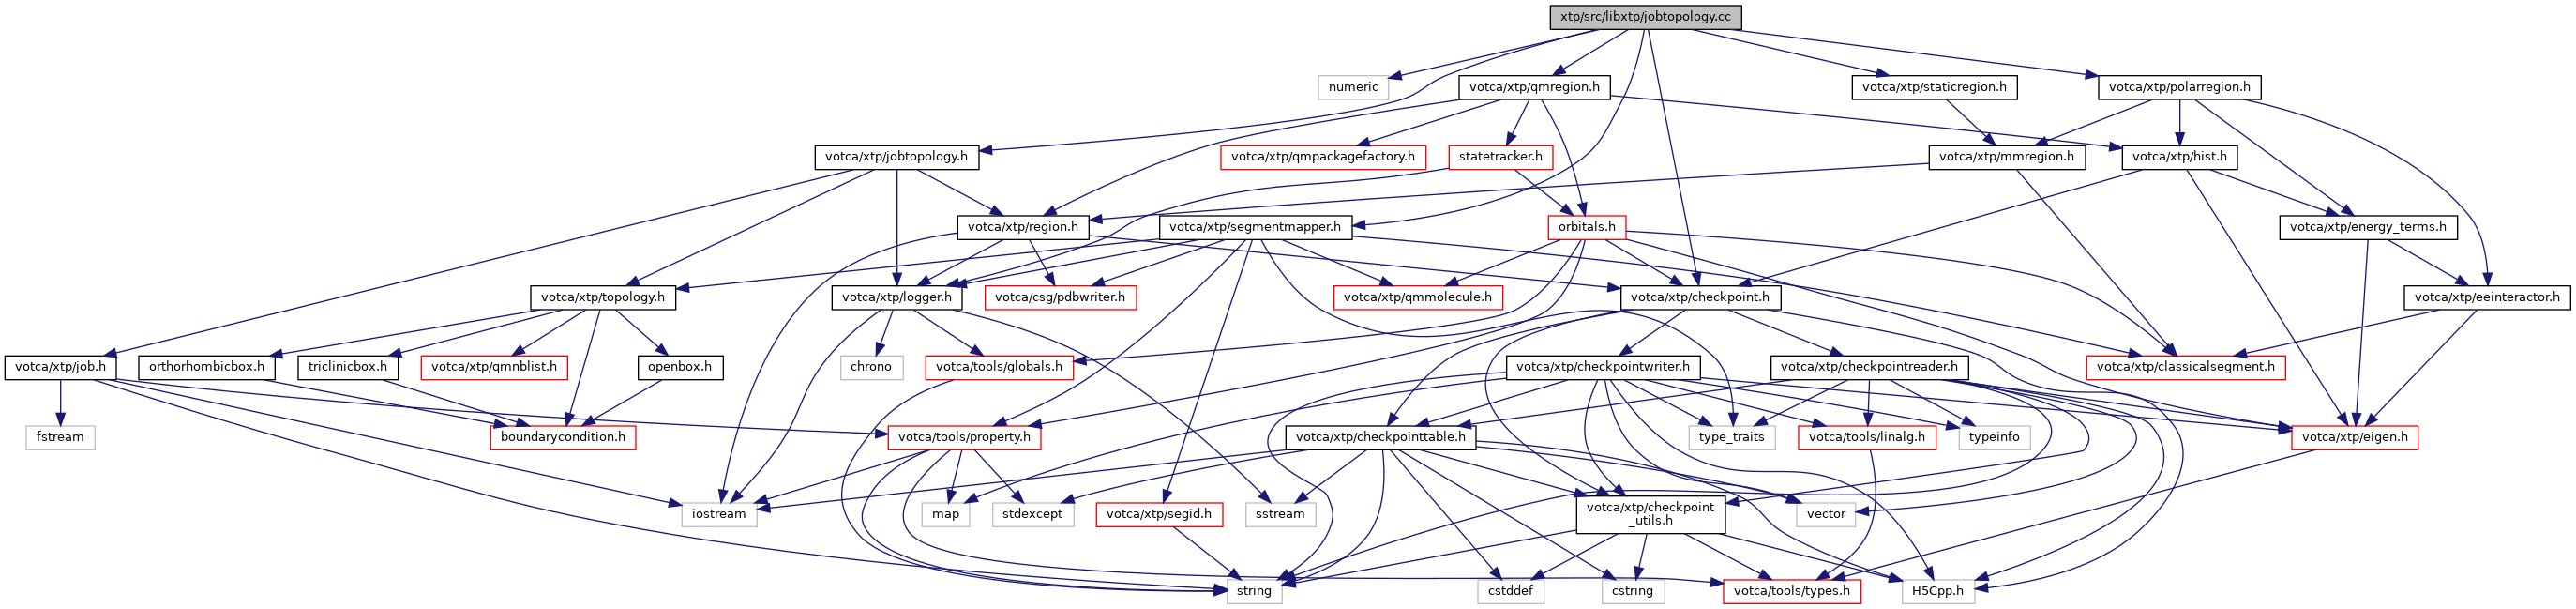 xtp/src/libxtp/jobtopology.cc
numeric
votca/xtp/qmregion.h
votca/xtp/staticregion.h
votca/xtp/polarregion.h
votca/xtp/jobtopology.h
votca/xtp/qmpackagefactory.h
statetracker.h
votca/xtp/mmregion.h
votca/xtp/hist.h
votca/xtp/region.h
votca/xtp/segmentmapper.h
orbitals.h
votca/xtp/energy_terms.h
votca/xtp/topology.h
votca/xtp/logger.h
votca/csg/pdbwriter.h
votca/xtp/qmmolecule.h
votca/xtp/checkpoint.h
votca/xtp/eeinteractor.h
votca/xtp/job.h
orthorhombicbox.h
triclinicbox.h
votca/xtp/qmnblist.h
openbox.h
chrono
votca/tools/globals.h
votca/xtp/checkpointwriter.h
votca/xtp/checkpointreader.h
votca/xtp/classicalsegment.h
fstream
boundarycondition.h
votca/tools/property.h
votca/xtp/checkpointtable.h
type_traits
votca/tools/linalg.h
typeinfo
votca/xtp/eigen.h
iostream
map
stdexcept
votca/xtp/segid.h
sstream
votca/xtp/checkpoint
_utils.h
vector
string
cstddef
cstring
votca/tools/types.h
H5Cpp.h